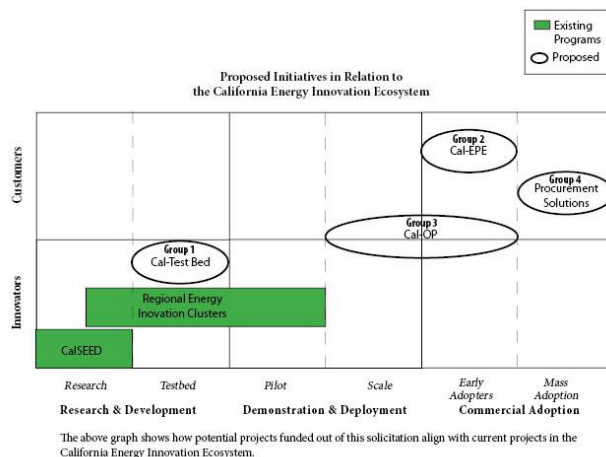 Existing
Programs
Proposed
Proposed Initiatives in Relation to
the California Energy Innovation Ecosystem
Customers
Group 2
Cal-EPE
Group 4
Procurement
Solutions
Group 3
Cal-OP
Innovators
Group 1
Cal-Test Bed
Regional Energy
Inovation Clusters
CalSEED
Research
Testbed
Pilot
Scale
Early
Adopters
Mass
Adoption
Research & Development
Demonstration & Deployment
Commercial Adoption
The above graph shows how potential projects funded out of this solicitation align with current projects in the
California Energy Innovation Ecosystem.